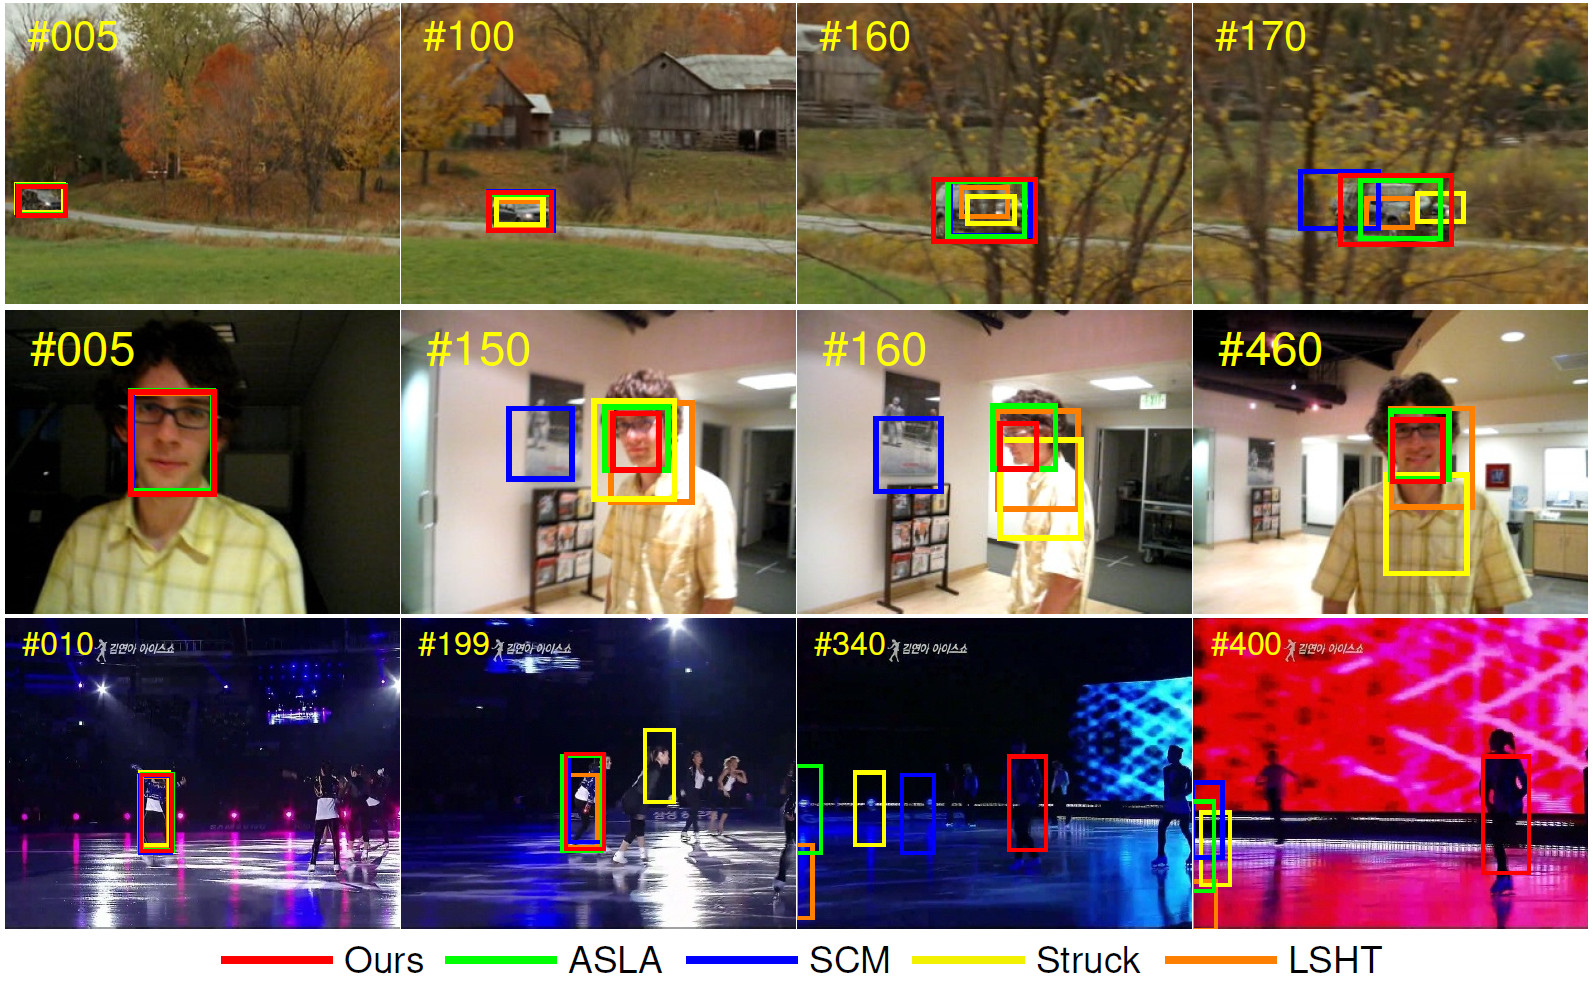 #005 #100 #160 #170
#005 #150 #160 #460
#010 김연아 아이스쇼 #199 김연아 아이스쇼 #340 김연아 아이스쇼 #400 김연아 아이스쇼
Ours ASLA SCM Struck LSHT